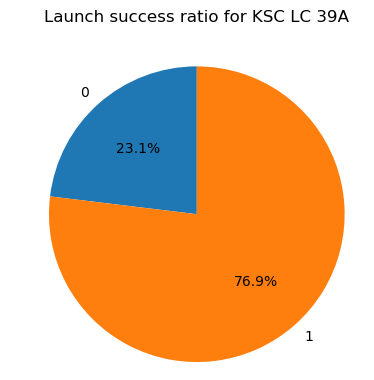 Launch success ratio for KSC LC 39A
0
23.1%
76.9%
1